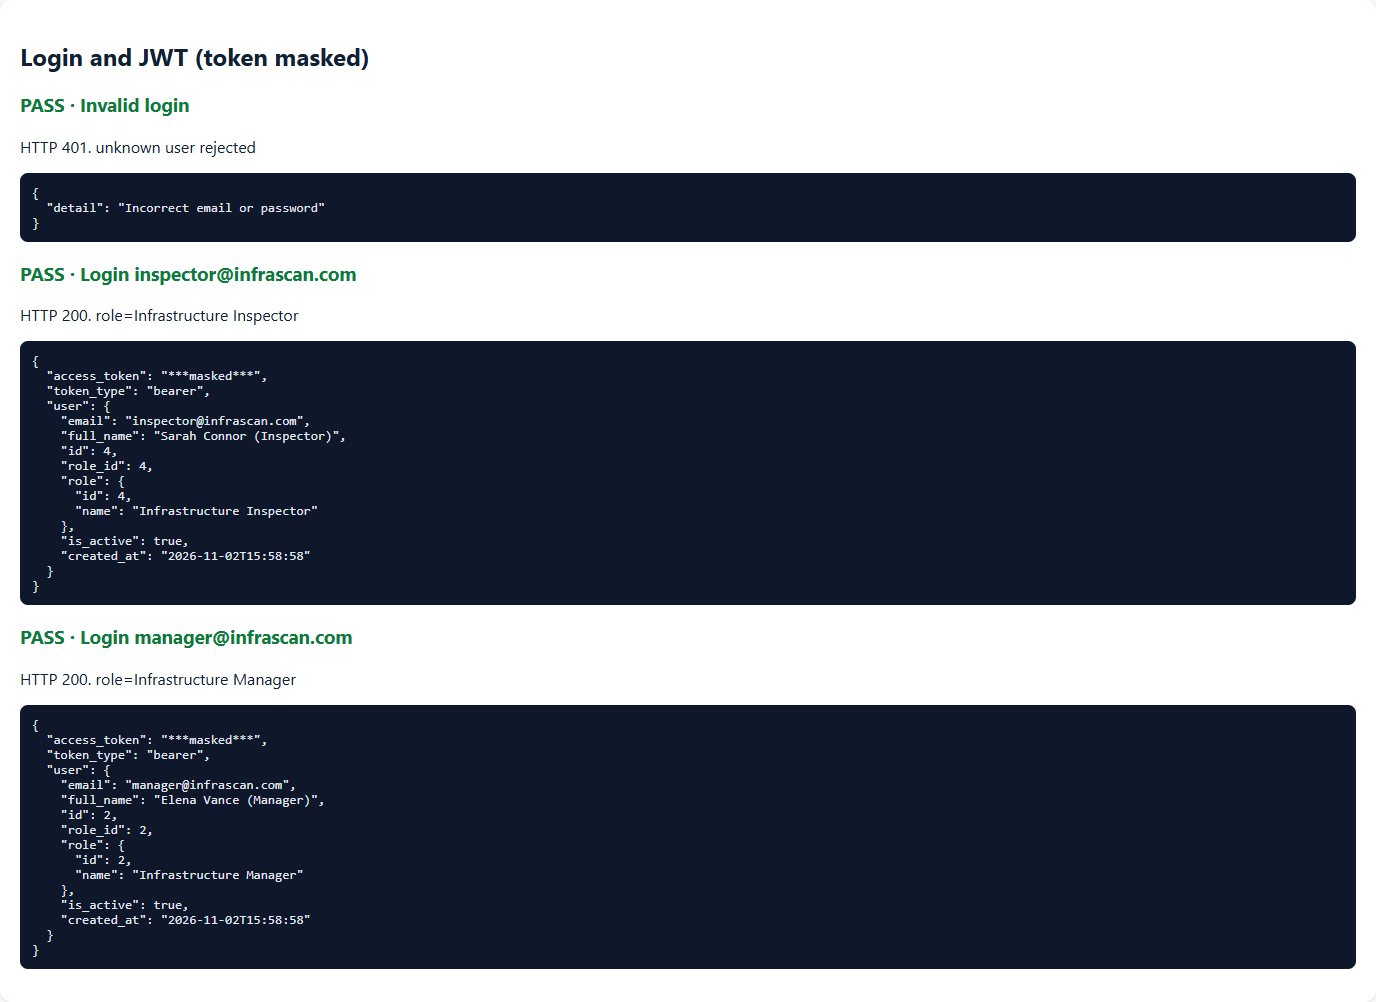 Login and JWT (token masked)
PASS · Invalid login
HTTP 401. unknown user rejected
{
  "detail": "Incorrect email or password"
}
PASS · Login inspector@infrascan.com
HTTP 200. role=Infrastructure Inspector
{
  "access_token": "***masked***",
  "token_type": "bearer",
  "user": {
    "email": "inspector@infrascan.com",
    "full_name": "Sarah Connor (Inspector)",
    "id": 4,
    "role_id": 4,
    "role": {
      "id": 4,
      "name": "Infrastructure Inspector"
    },
    "is_active": true,
    "created_at": "2026-11-02T15:58:58"
  }
}
PASS · Login manager@infrascan.com
HTTP 200. role=Infrastructure Manager
{
  "access_token": "***masked***",
  "token_type": "bearer",
  "user": {
    "email": "manager@infrascan.com",
    "full_name": "Elena Vance (Manager)",
    "id": 2,
    "role_id": 2,
    "role": {
      "id": 2,
      "name": "Infrastructure Manager"
    },
    "is_active": true,
    "created_at": "2026-11-02T15:58:58"
  }
}